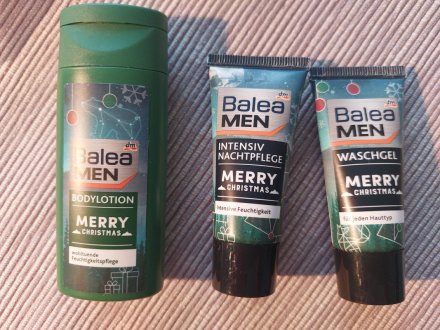 dm
Balea
MEN
BODYLOTION
MERRY
CHRISTMAS
wohltuende
Feuchtigkeitspflege
dm
Balea
MEN
INTENSIV
NACHTPFLEGE
MERRY
CHRISTMAS
Intensive Feuchtigkeit
dm
Balea
MEN
WASCHGEL
MERRY
CHRISTMAS
für jeden Hauttyp